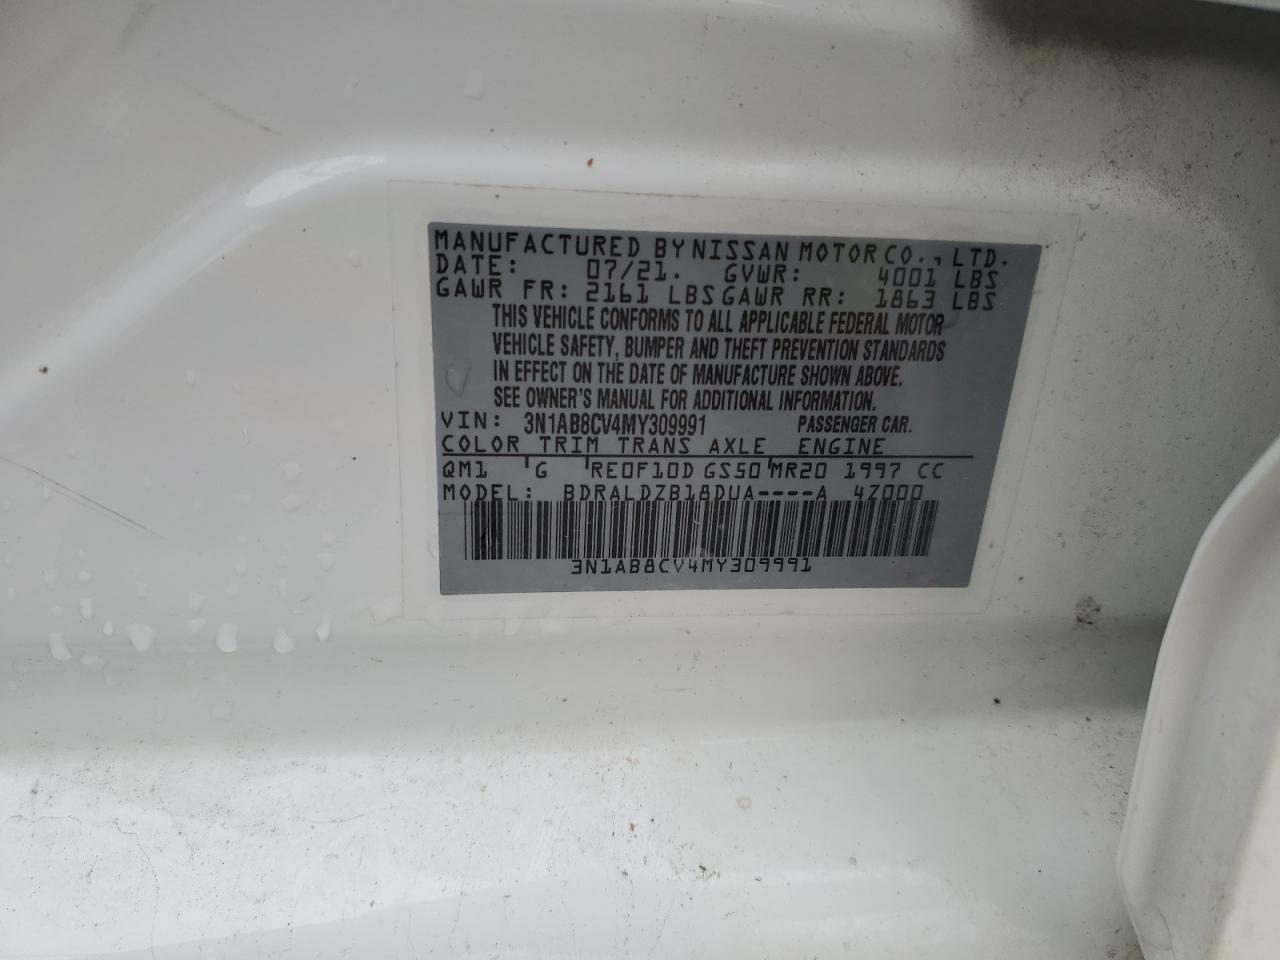 MANUFACTURED BY NISSAN MOTOR CO., LTD.
DATE: 07/21. GVWR: 4001 LBS
GAWR FR: 2161 LBS GAWR RR: 1863 LBS
THIS VEHICLE CONFORMS TO ALL APPLICABLE FEDERAL MOTOR
VEHICLE SAFETY, BUMPER AND THEFT PREVENTION STANDARDS
IN EFFECT ON THE DATE OF MANUFACTURE SHOWN ABOVE.
SEE OWNER'S MANUAL FOR ADDITIONAL INFORMATION.
VIN: 3N1AB8CV4MY309991 PASSENGER CAR.
COLOR TRIM TRANS AXLE ENGINE
QM1 'G 'RE0F10D GS50'MR20 1997 CC
MODEL: BDRALDZB18DUA----A 4Z000
3N1AB8CV4MY309991